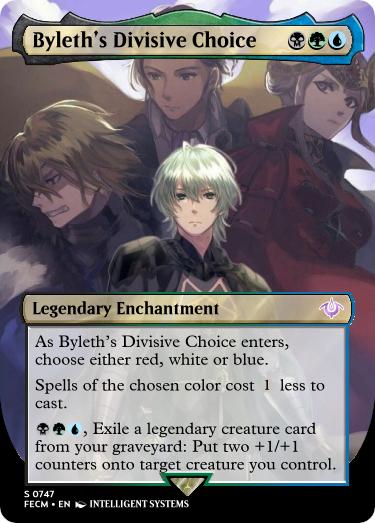 Byleth's Divisive Choice
Legendary Enchantment
As Byleth's Divisive Choice enters,
choose either red, white or blue.
Spells of the chosen color cost 1 less to
cast.
, Exile a legendary creature card
from your graveyard: Put two +1/+1
counters onto target creature you control.
S 0747
FECM • EN INTELLIGENT SYSTEMS